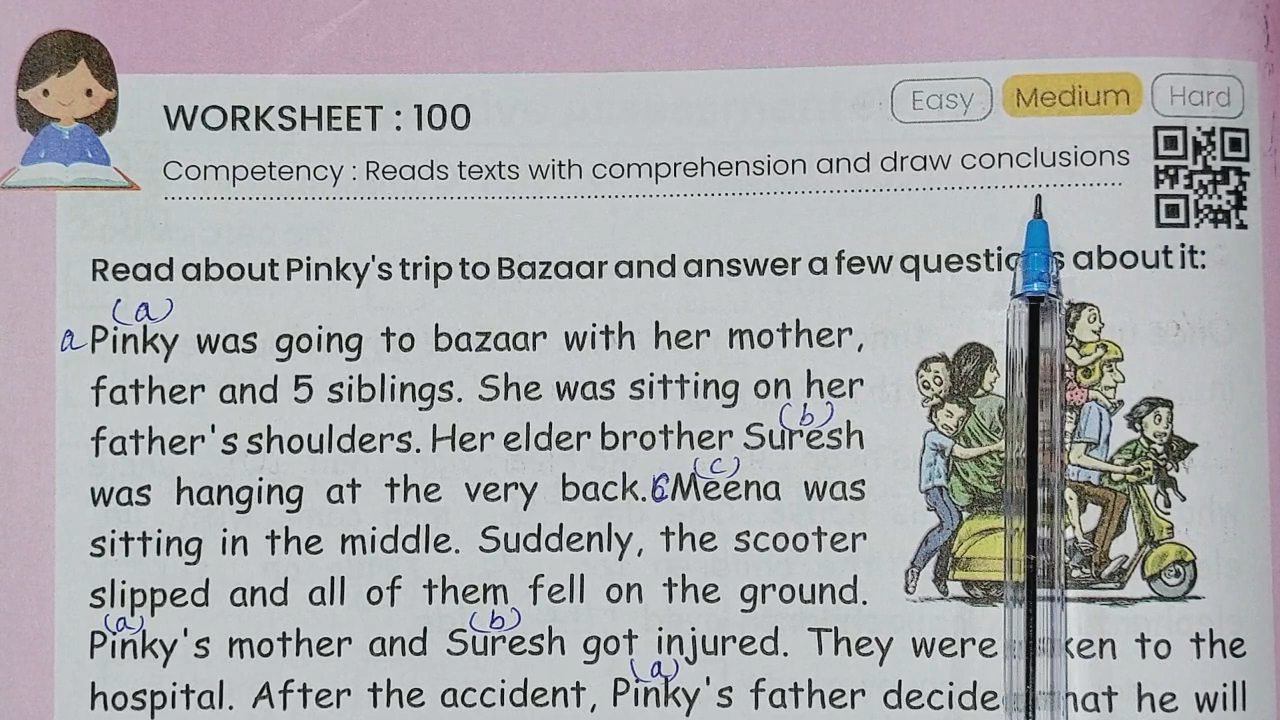 Easy Medium Hard
WORKSHEET : 100
Competency : Reads texts with comprehension and draw conclusions
Read about Pinky's trip to Bazaar and answer a few about it:
(a)
a Pinky was going to bazaar with her mother,
father and 5 siblings. She was sitting on her
(b)
father's shoulders. Her elder brother Suresh
(c)
was hanging at the very back. Meena was
sitting in the middle. Suddenly, the scooter
slipped and all of them fell on the ground.
(a) (b)
Pinky's mother and Suresh got injured. They were to the
(a)
hospital. After the accident, Pinky's father that he will